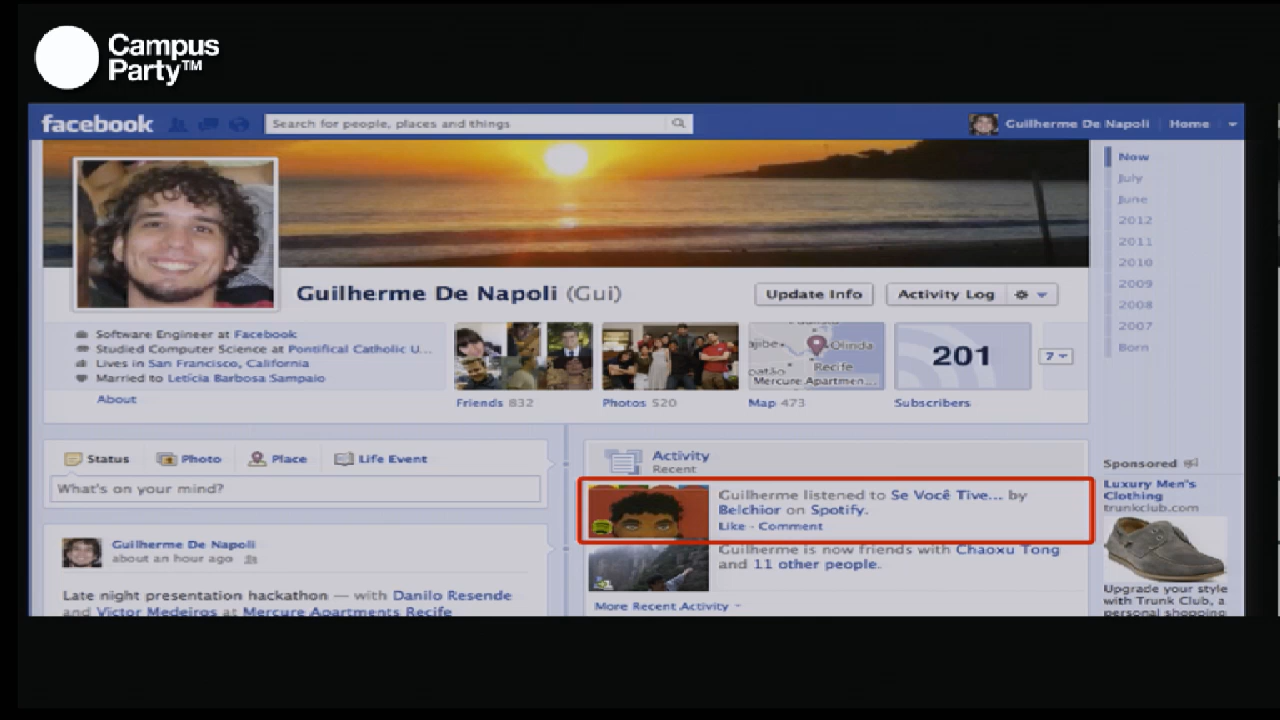 Campus
Party™
facebook
Search for people, places and things
Guilherme De Napoli
Home
Now
July
June
2012
2011
2010
2009
2008
2007
Born
Guilherme De Napoli (Gui)
Update Info
Activity Log
Software Engineer at Facebook
Studied Computer Science at Pontifical Catholic U...
Lives in San Francisco, California
Married to Letícia Barbosa Sampaio
About
Friends 832
Photos 520
Olinda
Recife
Mercure Apartmen...
Map 473
201
Subscribers
7
Status
Photo
Place
Life Event
What's on your mind?
Guilherme De Napoli
about an hour ago
Late night presentation hackathon — with Danilo Resende
and Victor Medeiros at Mercure Apartments Recife
Activity
Recent
Guilherme listened to Se Você Tive... by
Belchior on Spotify.
Like · Comment
Guilherme is now friends with Chaoxu Tong
and 11 other people.
More Recent Activity
Sponsored
Luxury Men's
Clothing
trunkclub.com
Upgrade your style
with Trunk Club, a
personal shopping